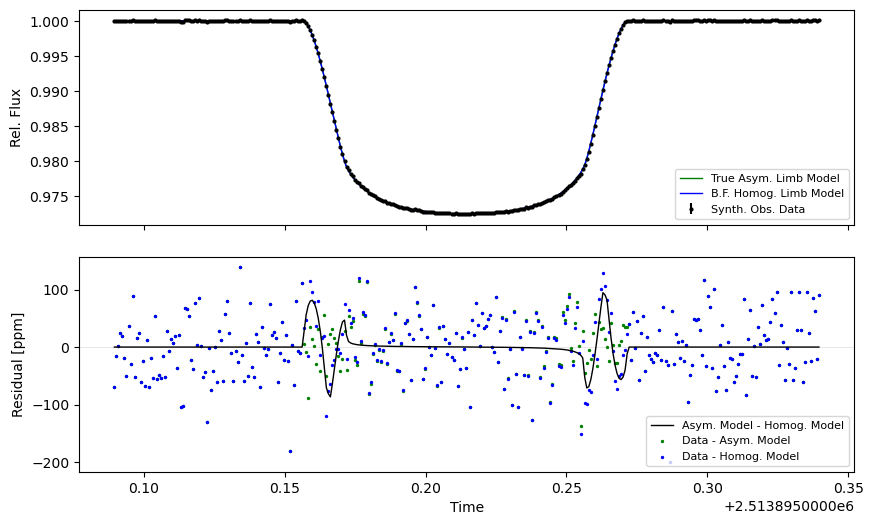 1.000
0.995
0.990
0.985
0.980
0.975
Rel. Flux
True Asym. Limb Model
B.F. Homog. Limb Model
Synth. Obs. Data
100
0
−100
−200
Residual [ppm]
Asym. Model - Homog. Model
Data - Asym. Model
Data - Homog. Model
0.10
0.15
0.20
0.25
0.30
0.35
Time
+2.5138950000e6